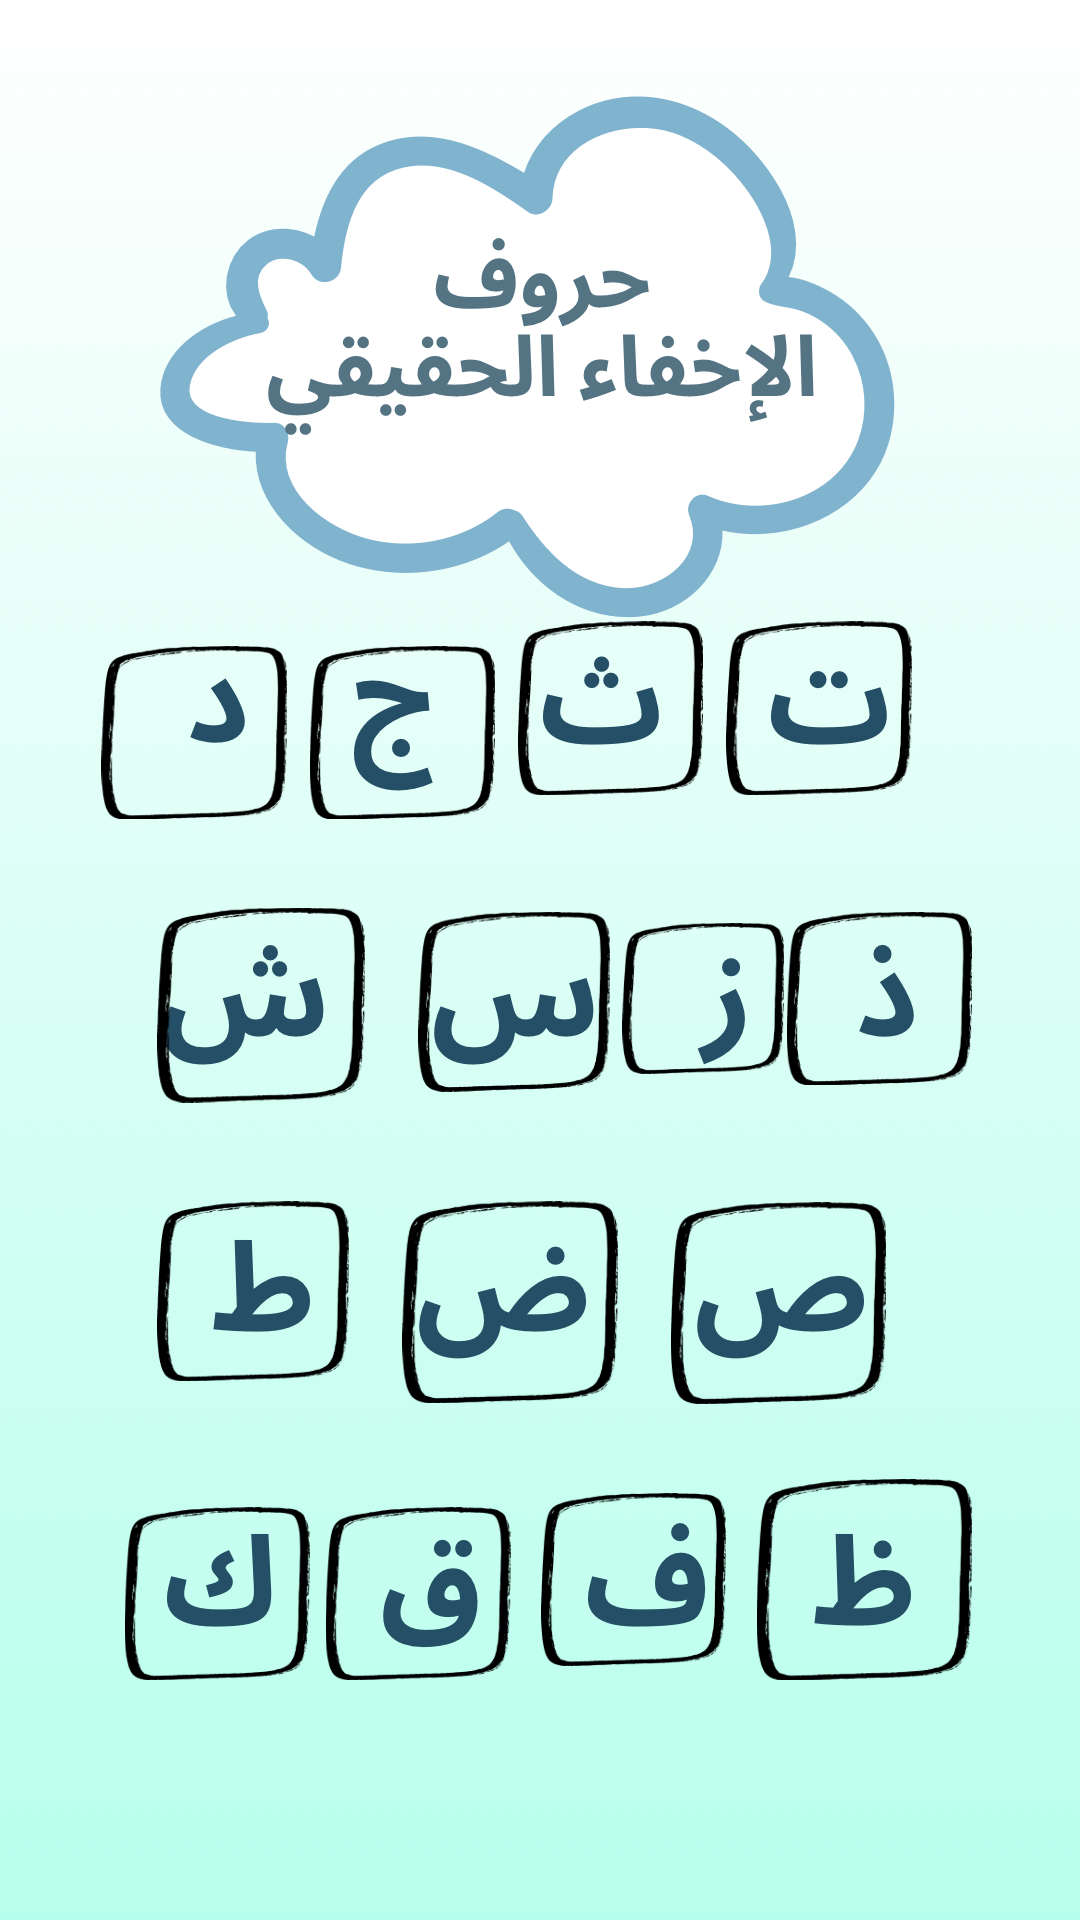 حروف
الإخفاء الحقيقي
ت ث ج د
ذ ز س ش
ص ض ط
ظ ف ق ك